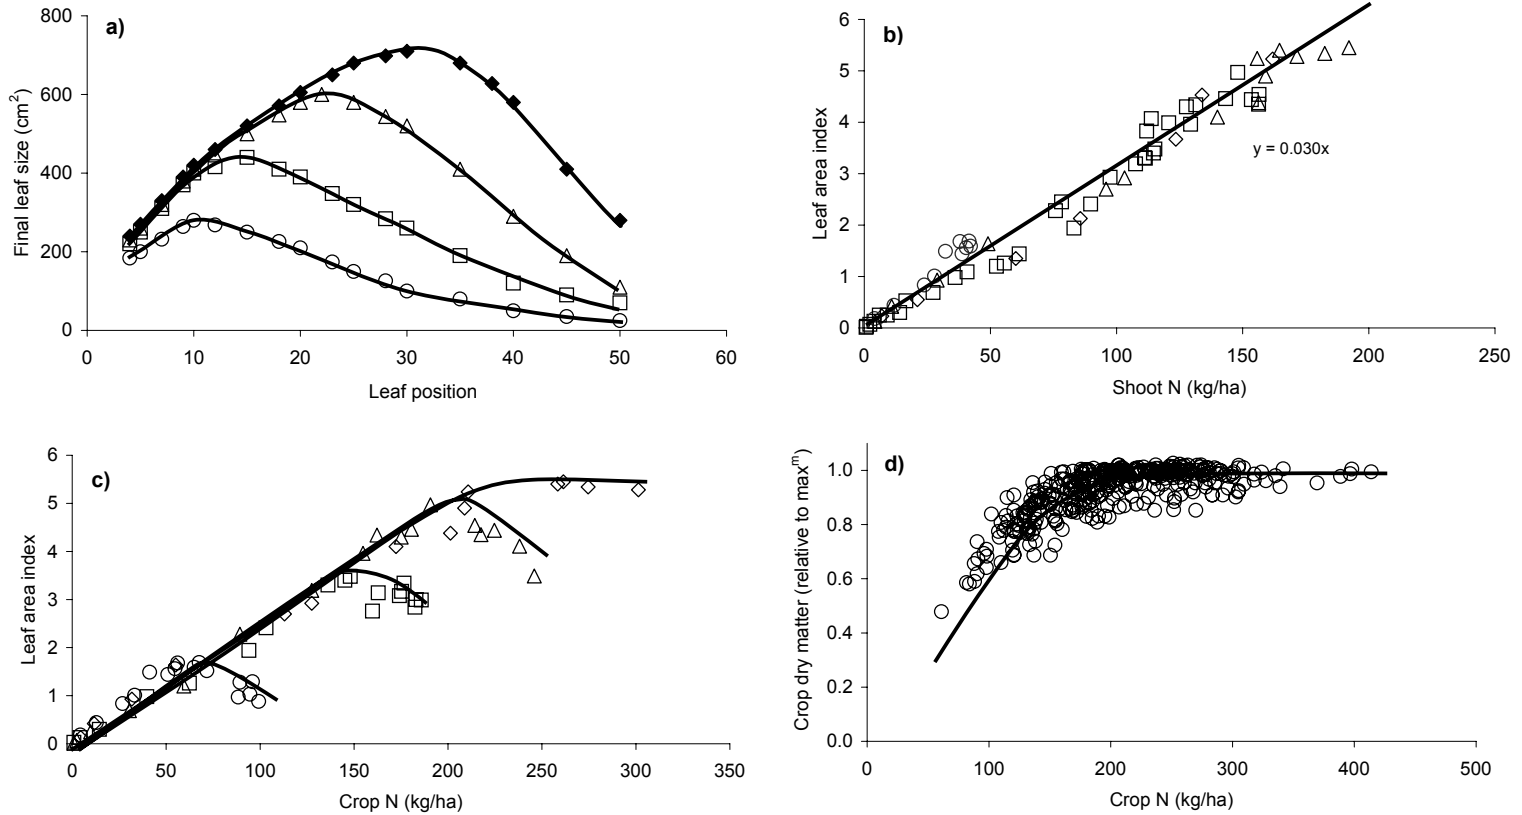 a)
Final leaf size (cm2)
800
600
400
200
0
0 10 20 30 40 50 60
Leaf position
b)
Leaf area index
6
5
4
3
2
1
0
y = 0.030x
0 50 100 150 200 250
Shoot N (kg/ha)
c)
Leaf area index
6
5
4
3
2
1
0
0 50 100 150 200 250 300 350
Crop N (kg/ha)
d)
Crop dry matter (relative to maxm)
1.0
0.8
0.6
0.4
0.2
0.0
0 100 200 300 400 500
Crop N (kg/ha)